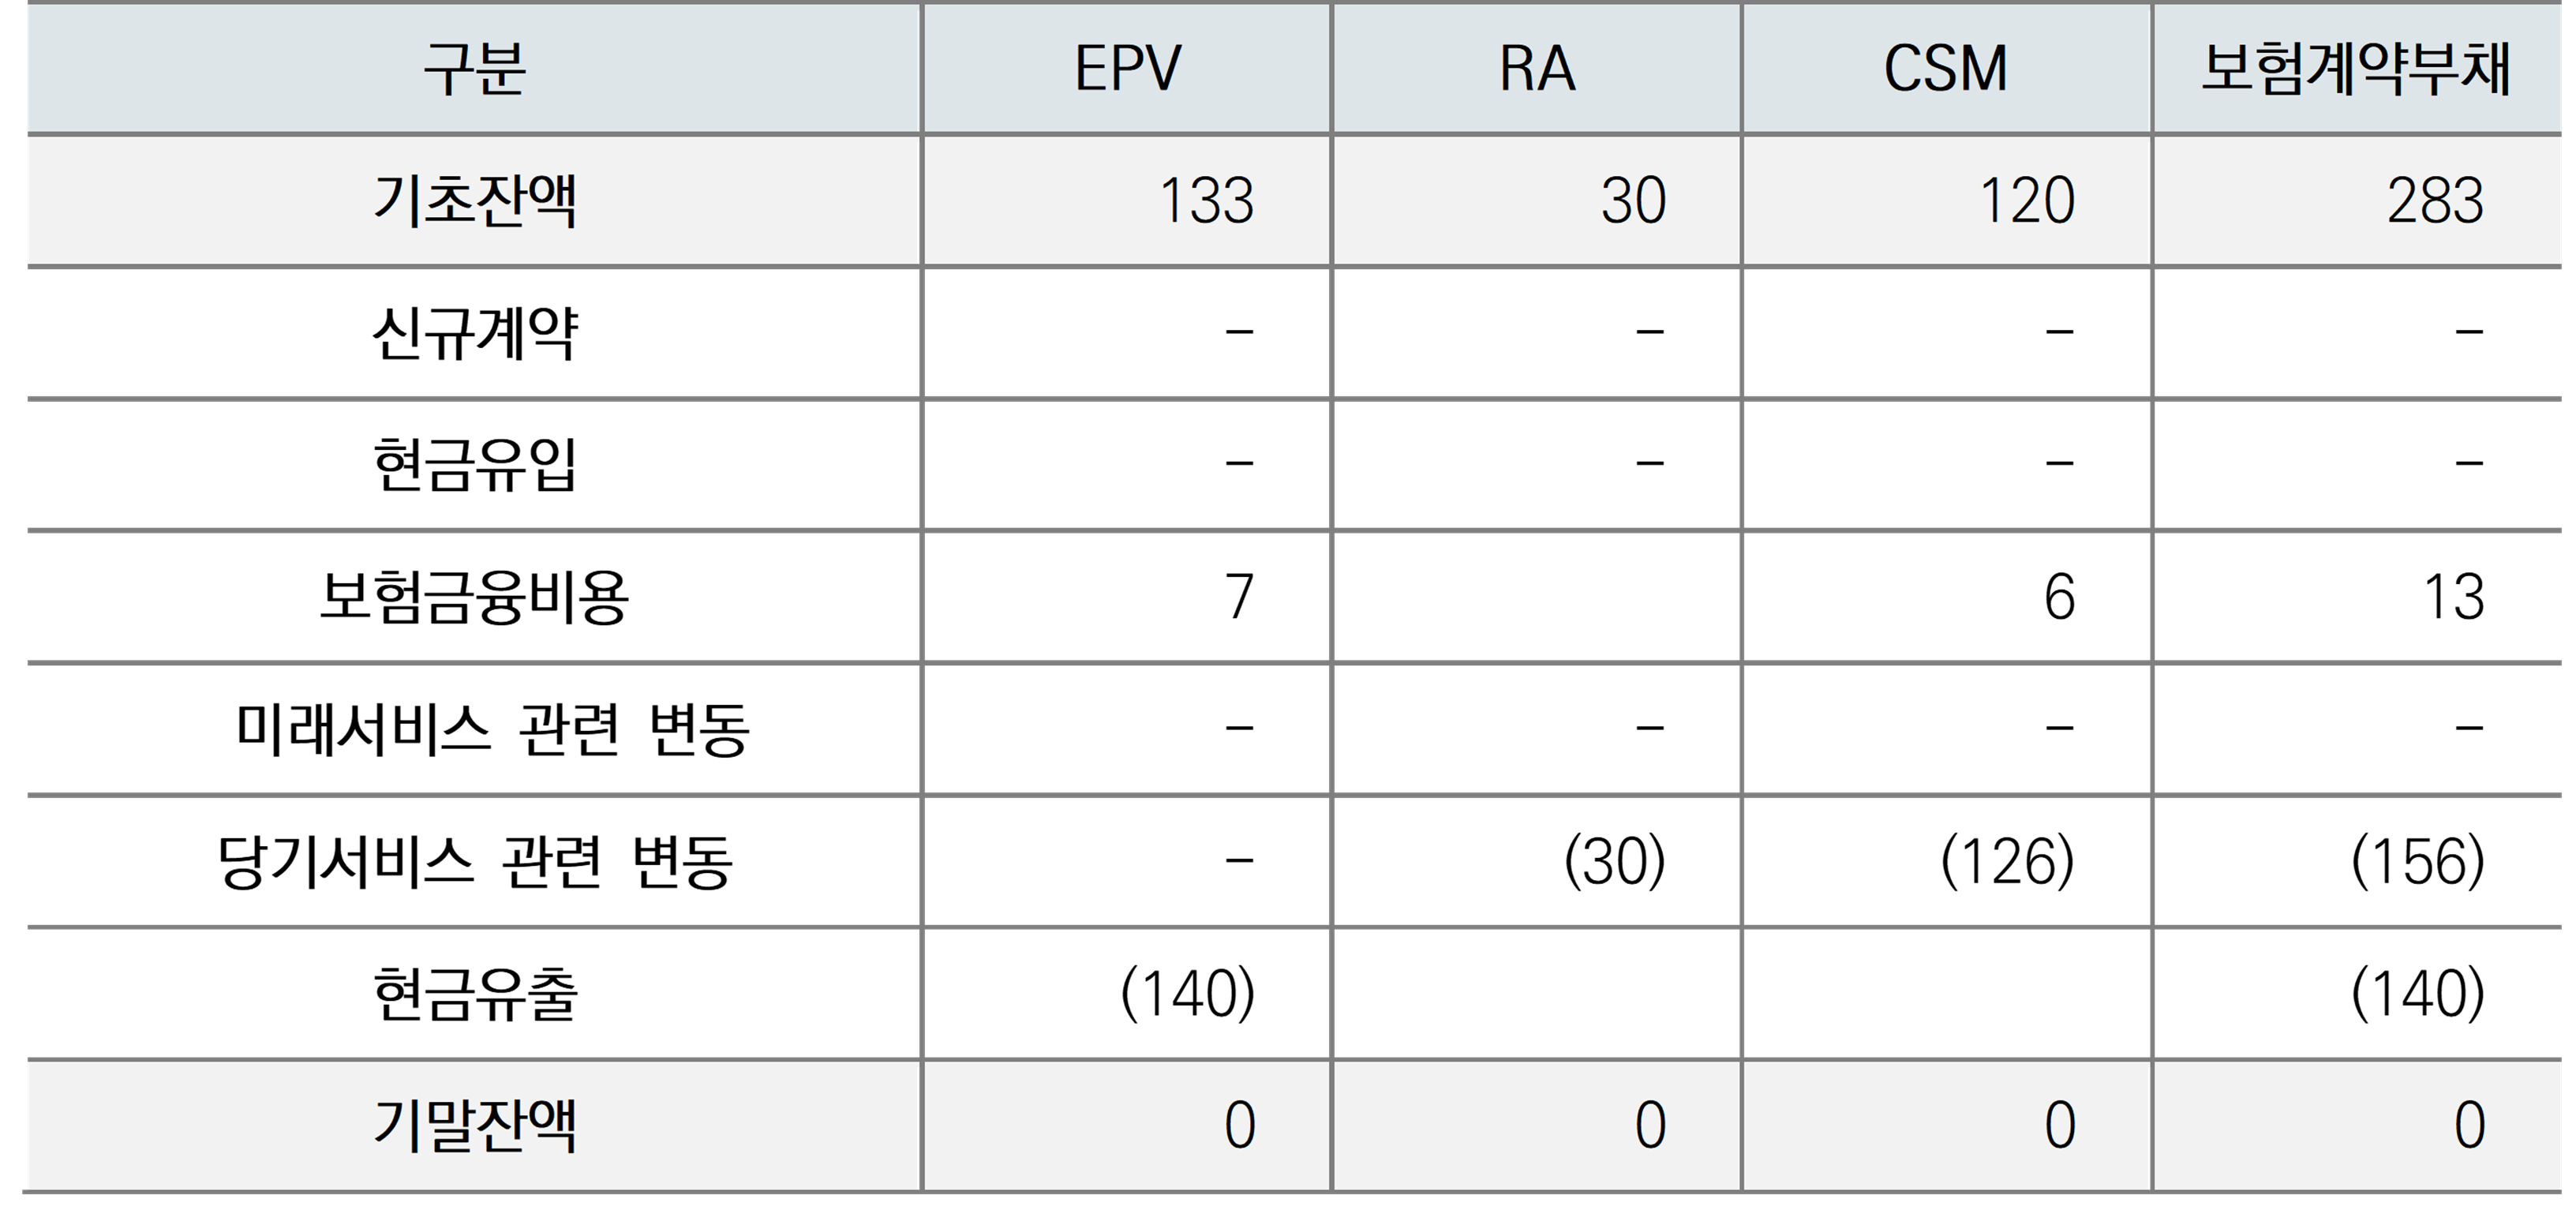 구분 EPV RA CSM 보험계약부채
기초잔액 133 30 120 283
신규계약 – – – –
현금유입 – – – –
보험금융비용 7 6 13
미래서비스 관련 변동 – – – –
당기서비스 관련 변동 – (30) (126) (156)
현금유출 (140) (140)
기말잔액 0 0 0 0